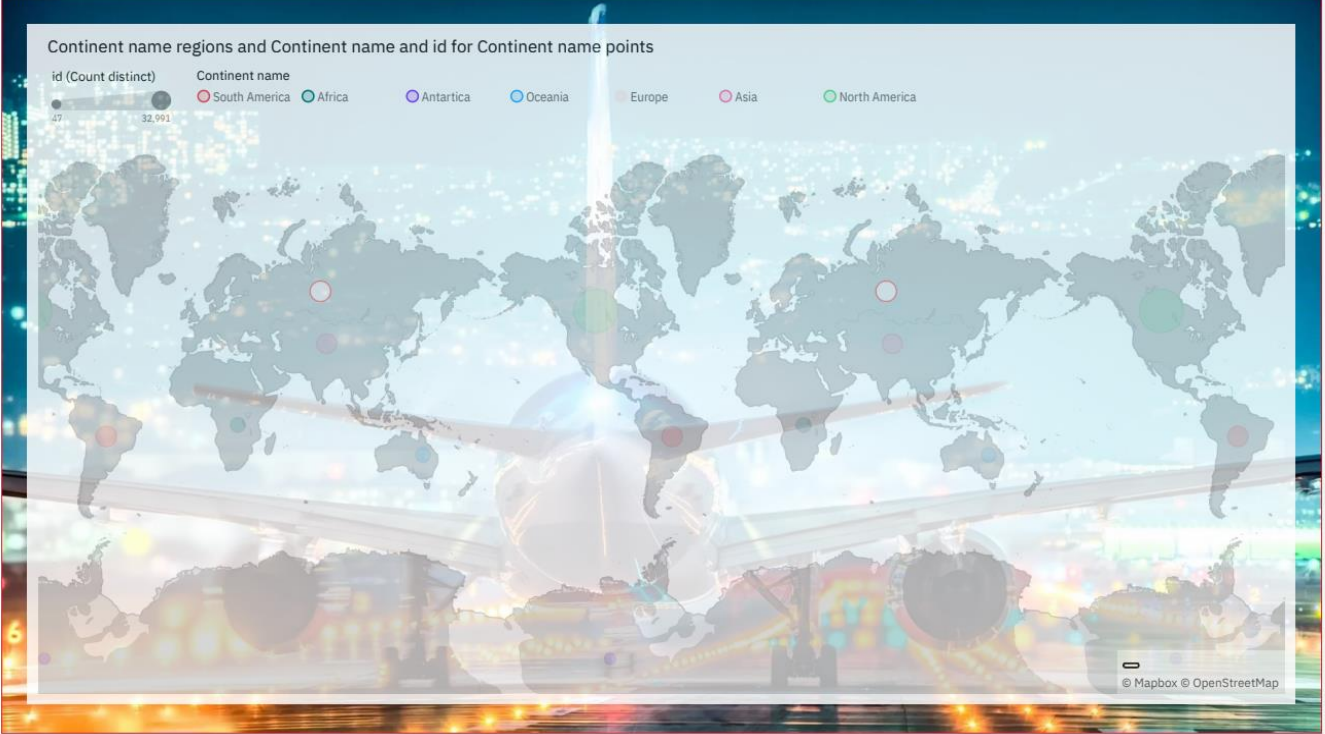 Continent name regions and Continent name and id for Continent name points
id (Count distinct)
Continent name
South America Africa Antartica Oceania Europe Asia North America
47 32,991
© Mapbox © OpenStreetMap
6